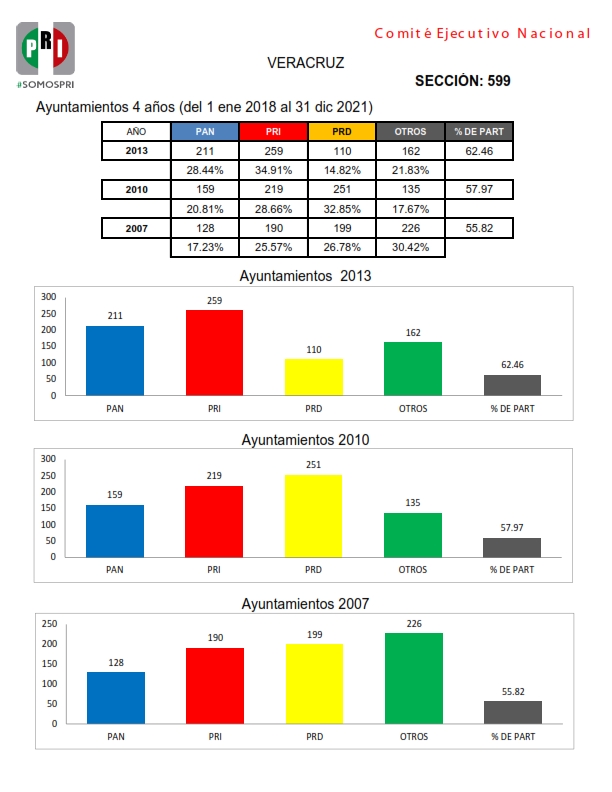 Comité Ejecutivo Nacional
PRI
#SOMOSPRI
VERACRUZ
SECCIÓN: 599
Ayuntamientos 4 años (del 1 ene 2018 al 31 dic 2021)
AÑO PAN PRI PRD OTROS % DE PART
2013 211 259 110 162 62.46
28.44% 34.91% 14.82% 21.83%
2010 159 219 251 135 57.97
20.81% 28.66% 32.85% 17.67%
2007 128 190 199 226 55.82
17.23% 25.57% 26.78% 30.42%
Ayuntamientos 2013
300
250
200
150
100
50
0
211
259
110
162
62.46
PAN PRI PRD OTROS % DE PART
Ayuntamientos 2010
300
250
200
150
100
50
0
159
219
251
135
57.97
PAN PRI PRD OTROS % DE PART
Ayuntamientos 2007
250
200
150
100
50
0
128
190
199
226
55.82
PAN PRI PRD OTROS % DE PART